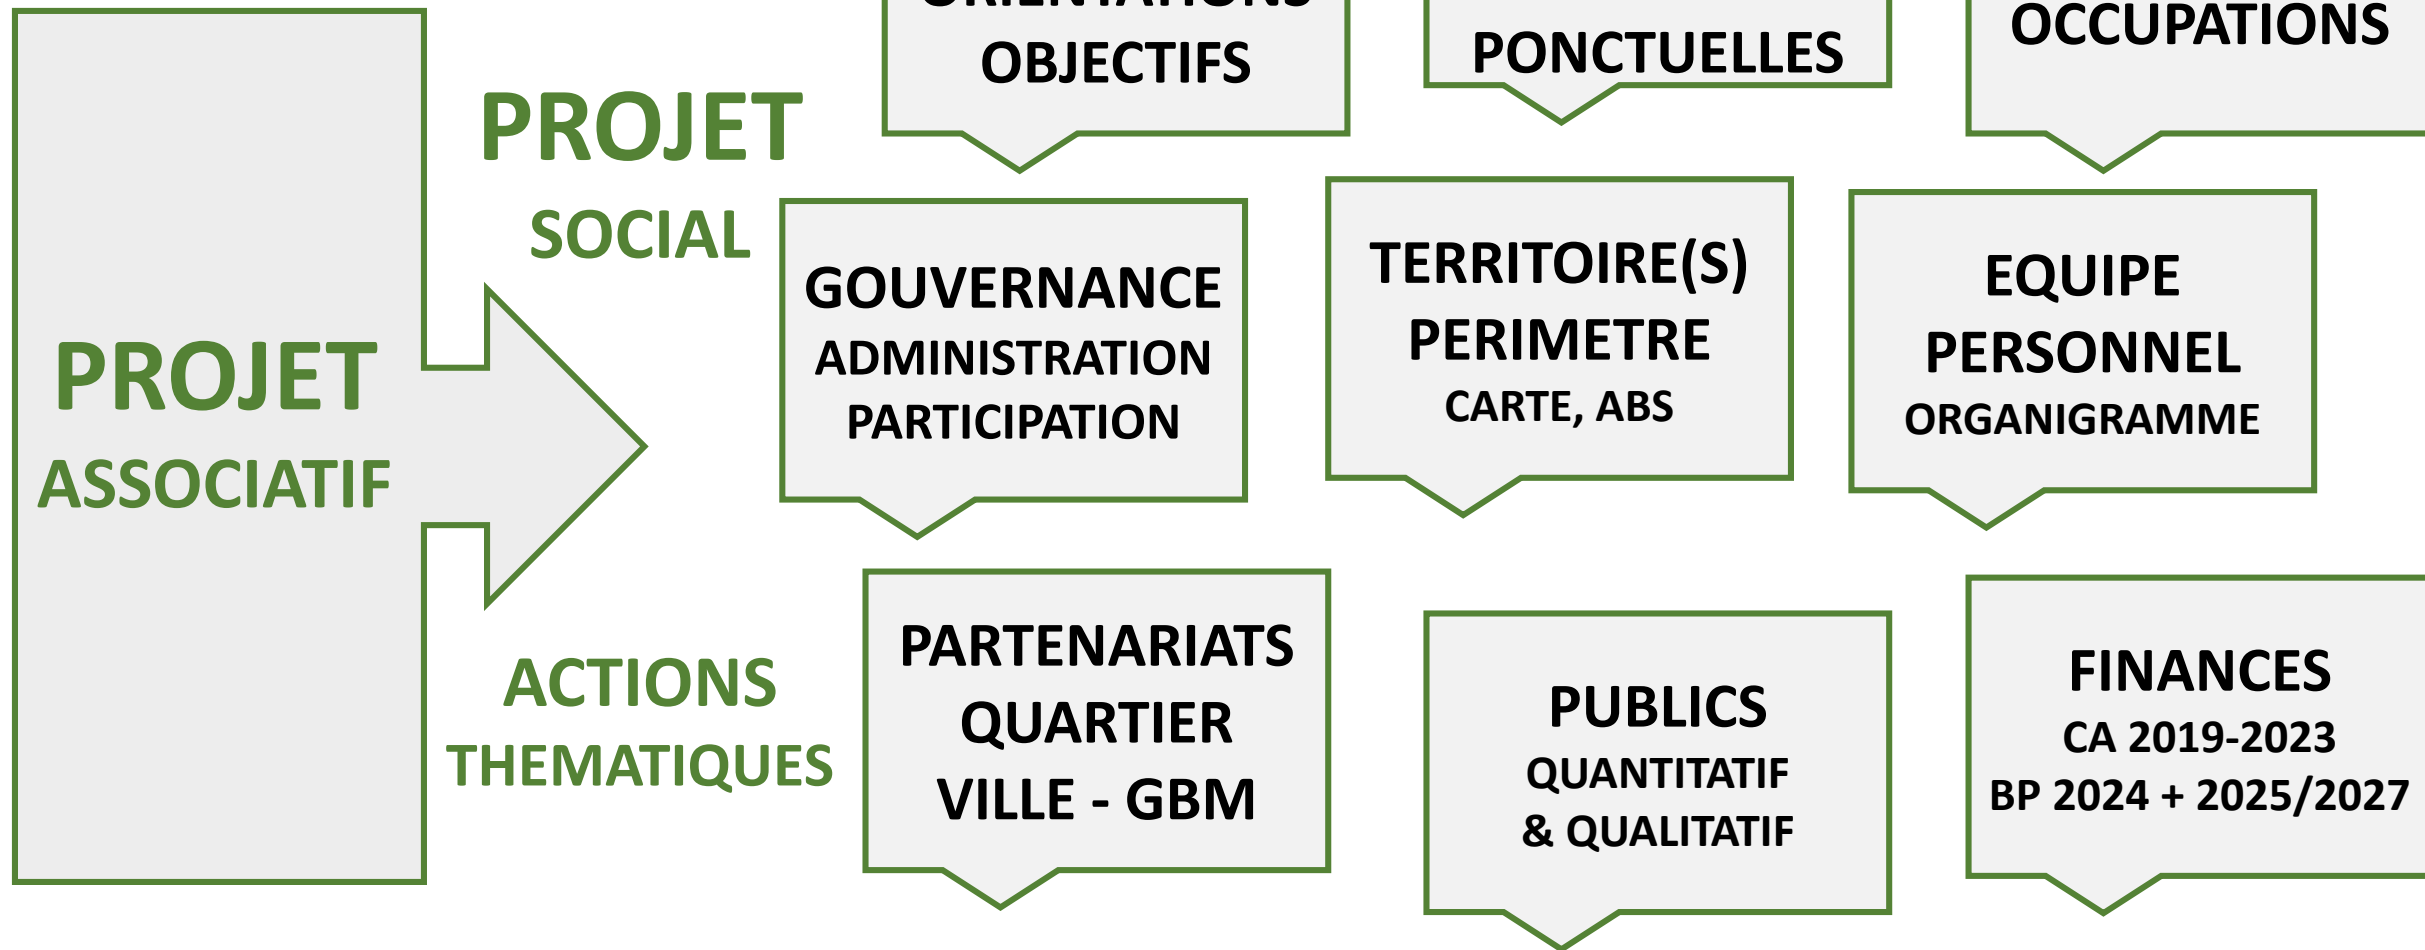 ORIENTATIONS
OBJECTIFS
PONCTUELLES
OCCUPATIONS
PROJET
SOCIAL
PROJET
ASSOCIATIF
GOUVERNANCE
ADMINISTRATION
PARTICIPATION
TERRITOIRE(S)
PERIMETRE
CARTE, ABS
EQUIPE
PERSONNEL
ORGANIGRAMME
ACTIONS
THEMATIQUES
PARTENARIATS
QUARTIER
VILLE - GBM
PUBLICS
QUANTITATIF
& QUALITATIF
FINANCES
CA 2019-2023
BP 2024 + 2025/2027